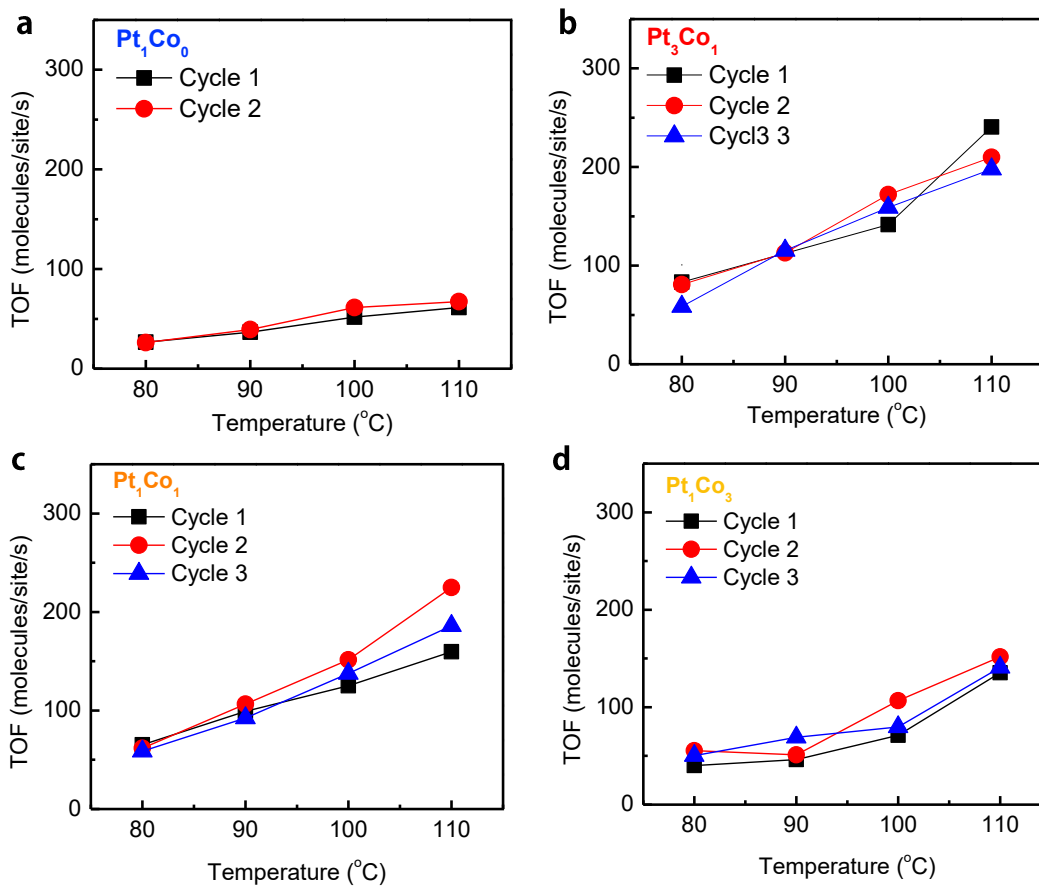 a
Pt₁Co₀
Cycle 1
Cycle 2
300
200
100
0
80 90 100 110
TOF (molecules/site/s)
Temperature (°C)
b
Pt₃Co₁
Cycle 1
Cycle 2
Cycl3 3
300
200
100
0
80 90 100 110
TOF (molecules/site/s)
Temperature (°C)
c
Pt₁Co₁
Cycle 1
Cycle 2
Cycle 3
300
200
100
0
80 90 100 110
TOF (molecules/site/s)
Temperature (°C)
d
Pt₁Co₃
Cycle 1
Cycle 2
Cycle 3
300
200
100
0
80 90 100 110
TOF (molecules/site/s)
Temperature (°C)